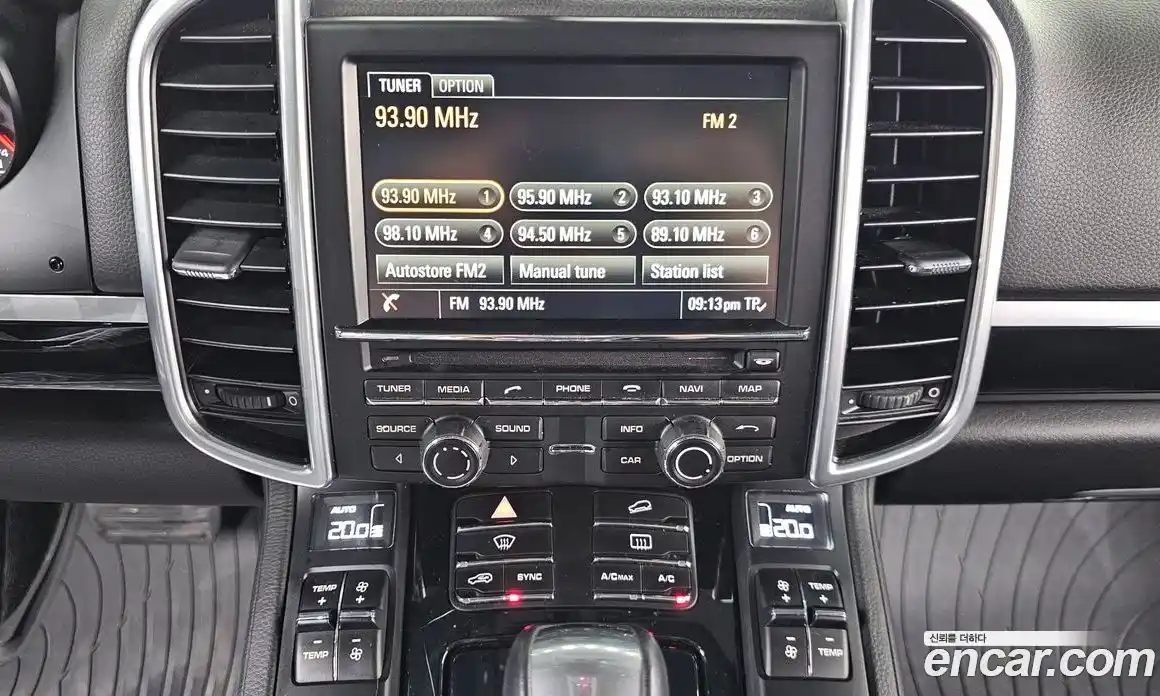 TUNER OPTION
93.90 MHz FM 2
93.90 MHz 1 95.90 MHz 2 93.10 MHz 3
98.10 MHz 4 94.50 MHz 5 89.10 MHz 6
Autostore FM2 Manual tune Station list
FM 93.90 MHz 09:13pm TP
TUNER MEDIA PHONE NAVI MAP
SOURCE SOUND INFO
CAR OPTION
AUTO 20.0 AUTO 20.0
SYNC A/C MAX A/C
TEMP + + + TEMP +
- TEMP - - - TEMP
신뢰를 더하다
encar.com